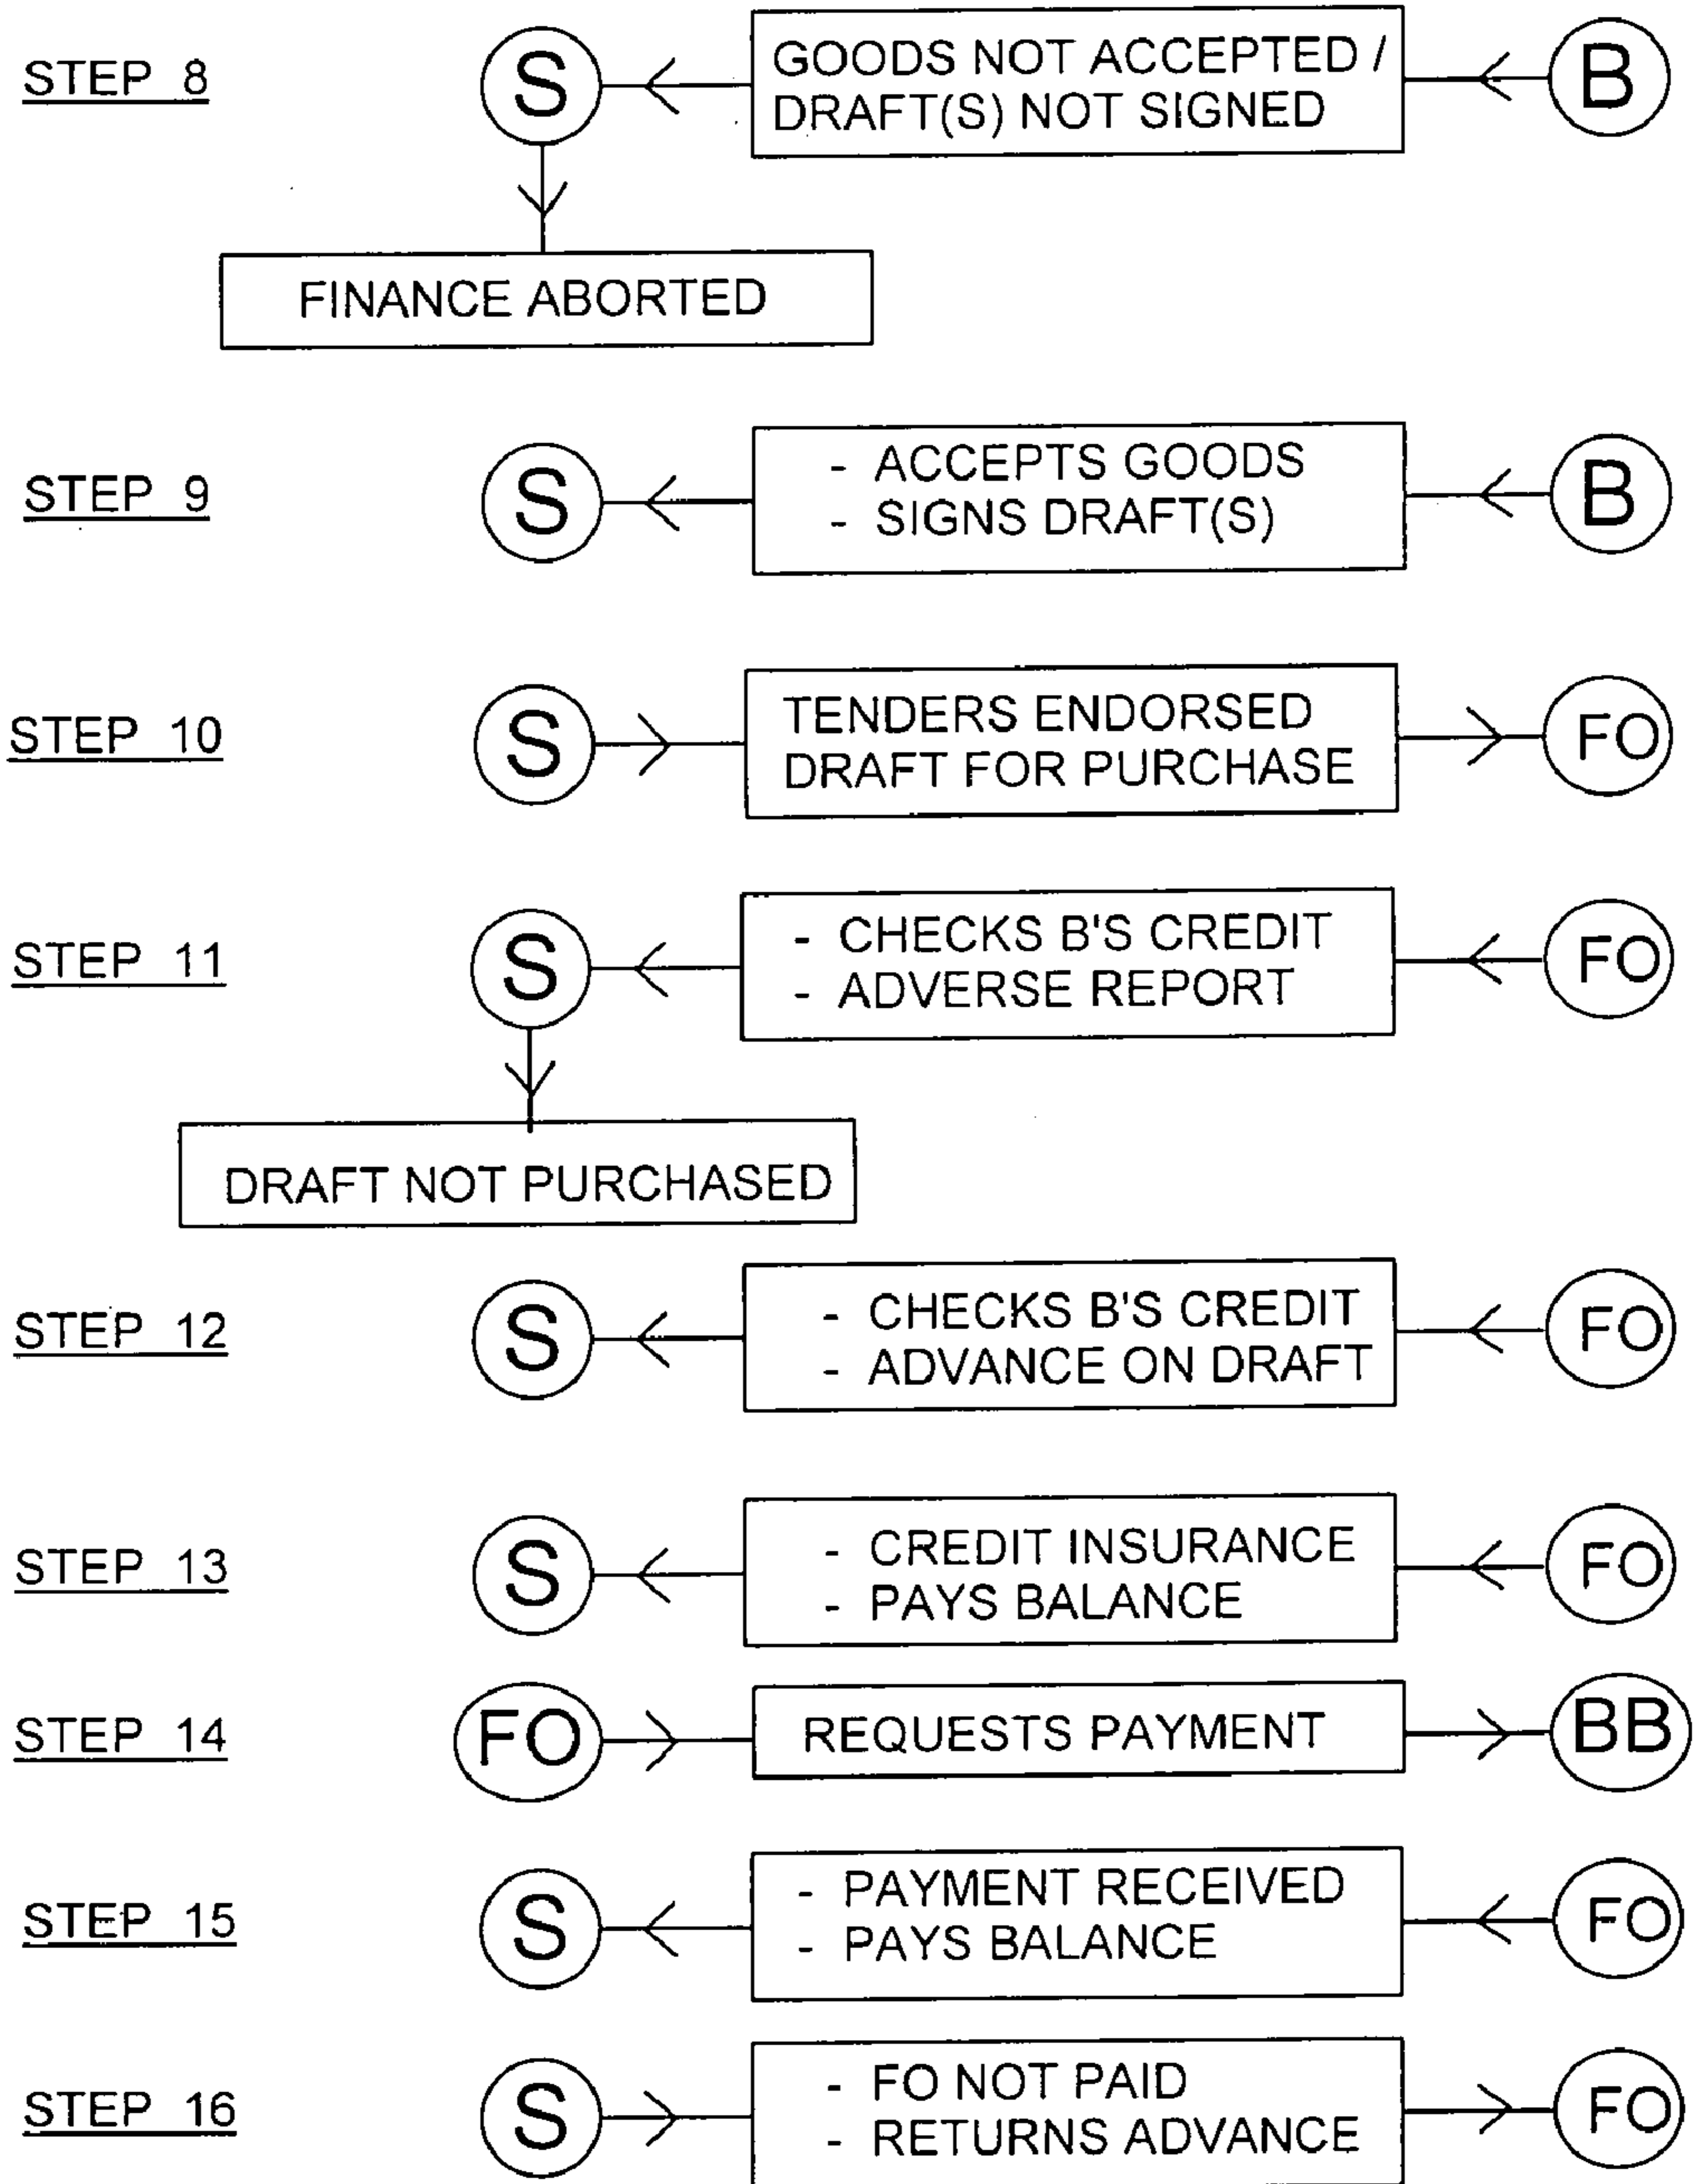 STEP 8
S
GOODS NOT ACCEPTED /
DRAFT(S) NOT SIGNED
B
FINANCE ABORTED
STEP 9
S
- ACCEPTS GOODS
- SIGNS DRAFT(S)
B
STEP 10
S
TENDERS ENDORSED
DRAFT FOR PURCHASE
FO
STEP 11
S
- CHECKS B'S CREDIT
- ADVERSE REPORT
FO
DRAFT NOT PURCHASED
STEP 12
S
- CHECKS B'S CREDIT
- ADVANCE ON DRAFT
FO
STEP 13
S
- CREDIT INSURANCE
- PAYS BALANCE
FO
STEP 14
FO
REQUESTS PAYMENT
BB
STEP 15
S
- PAYMENT RECEIVED
- PAYS BALANCE
FO
STEP 16
S
- FO NOT PAID
- RETURNS ADVANCE
FO